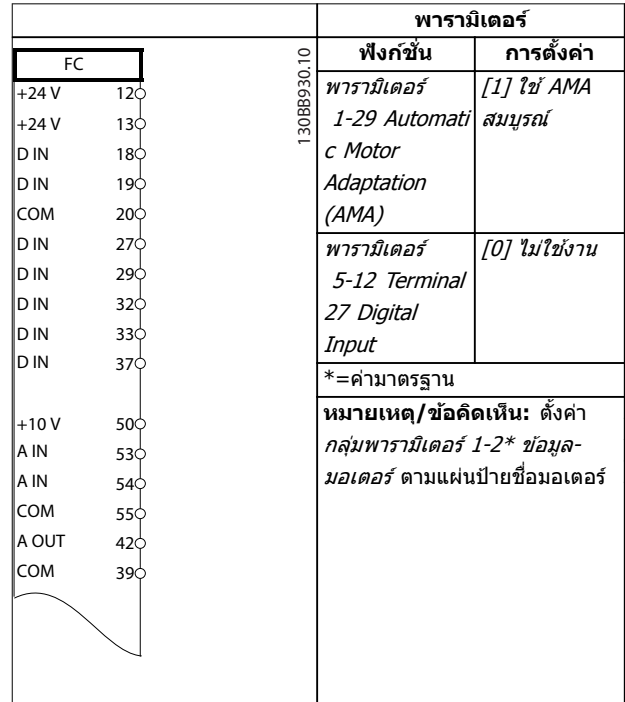 FC
+24 V 12
+24 V 13
D IN 18
D IN 19
COM 20
D IN 27
D IN 29
D IN 32
D IN 33
D IN 37
+10 V 50
A IN 53
A IN 54
COM 55
A OUT 42
COM 39
130BB930.10
พารามิเตอร์
ฟังก์ชั่น การตั้งค่า
พารามิเตอร์ [1] ใช้ AMA
1-29 Automati สมบูรณ์
c Motor
Adaptation
(AMA)
พารามิเตอร์ [0] ไม่ใช้งาน
5-12 Terminal
27 Digital
Input
*=ค่ามาตรฐาน
หมายเหตุ/ข้อคิดเห็น: ตั้งค่า
กลุ่มพารามิเตอร์ 1-2* ข้อมูล-
มอเตอร์ ตามแผ่นป้ายชื่อมอเตอร์